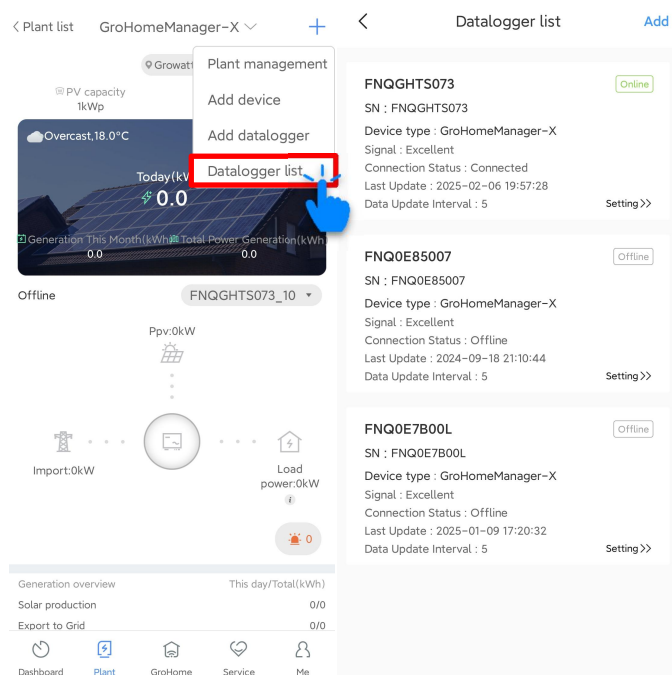 Plant list
GroHomeManager-X
Growatt
PV capacity
1kWp
Plant management
Add device
Add datalogger
Datalogger list
Overcast,18.0°C
Today(kW
0.0
Generation This Month(kWh)
0.0
Total Power Generation(kWh)
0.0
Offline
FNQGHTS073_10
Ppv:0kW
Import:0kW
Load
power:0kW
i
0
Generation overview This day/Total(kWh)
Solar production 0/0
Export to Grid 0/0
Dashboard Plant GroHome Service Me
Datalogger list Add
FNQGHTS073 Online
SN : FNQGHTS073
Device type : GroHomeManager-X
Signal : Excellent
Connection Status : Connected
Last Update : 2025-02-06 19:57:28
Data Update Interval : 5 Setting>>
FNQ0E85007 Offline
SN : FNQ0E85007
Device type : GroHomeManager-X
Signal : Excellent
Connection Status : Offline
Last Update : 2024-09-18 21:10:44
Data Update Interval : 5 Setting>>
FNQ0E7B00L Offline
SN : FNQ0E7B00L
Device type : GroHomeManager-X
Signal : Excellent
Connection Status : Offline
Last Update : 2025-01-09 17:20:32
Data Update Interval : 5 Setting>>